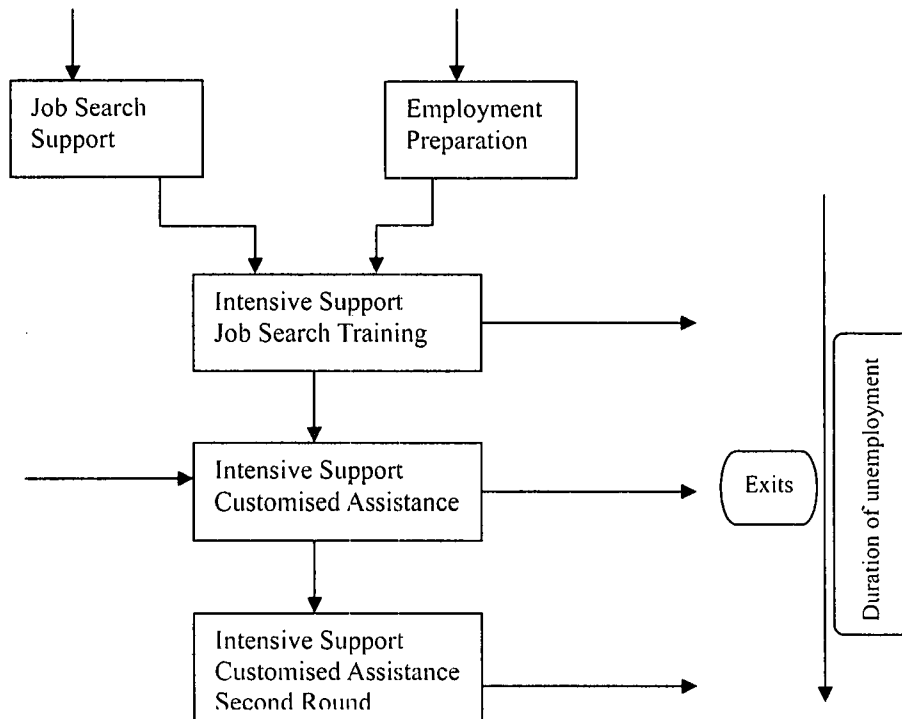 Job Search
Support
Employment
Preparation
Intensive Support
Job Search Training
Intensive Support
Customised Assistance
Exits
Duration of unemployment
Intensive Support
Customised Assistance
Second Round